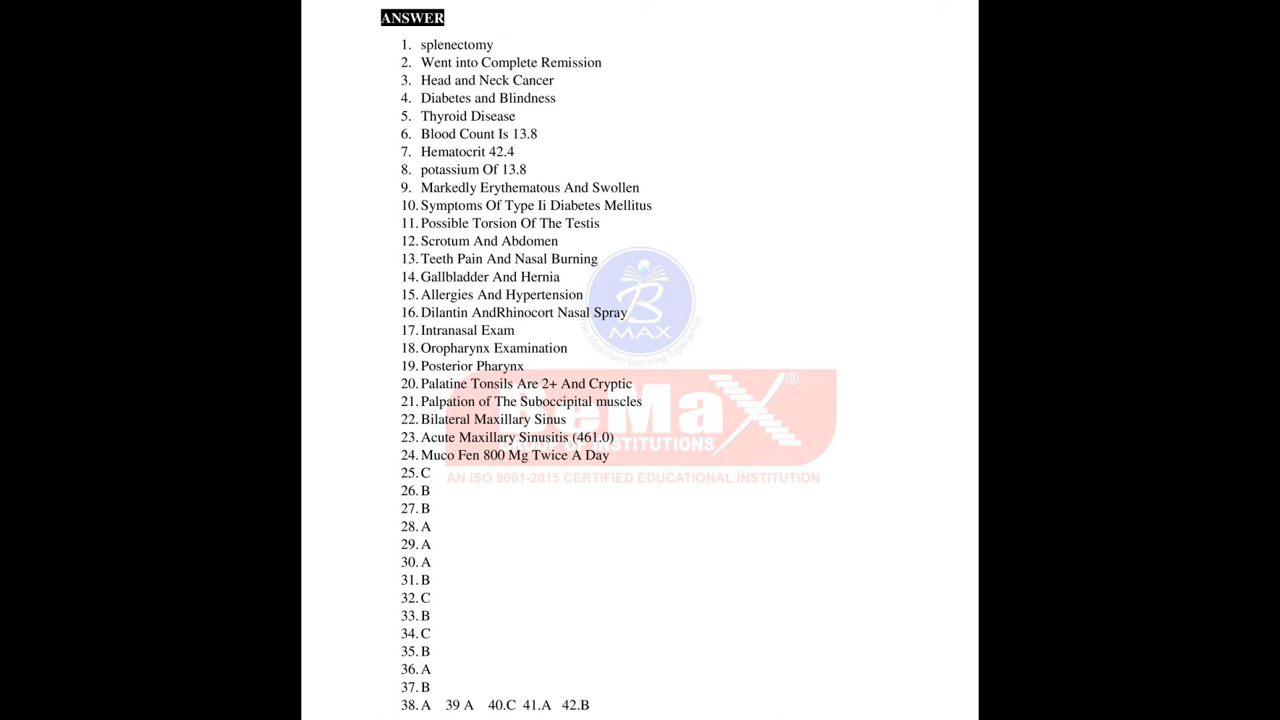 ANSWER
1. splenectomy
2. Went into Complete Remission
3. Head and Neck Cancer
4. Diabetes and Blindness
5. Thyroid Disease
6. Blood Count Is 13.8
7. Hematocrit 42.4
8. potassium Of 13.8
9. Markedly Erythematous And Swollen
10. Symptoms Of Type Ii Diabetes Mellitus
11. Possible Torsion Of The Testis
12. Scrotum And Abdomen
13. Teeth Pain And Nasal Burning
14. Gallbladder And Hernia
15. Allergies And Hypertension
16. Dilantin AndRhinocort Nasal Spray
17. Intranasal Exam
18. Oropharynx Examination
19. Posterior Pharynx
20. Palatine Tonsils Are 2+ And Cryptic
21. Palpation of The Suboccipital muscles
22. Bilateral Maxillary Sinus
23. Acute Maxillary Sinusitis (461.0)
24. Muco Fen 800 Mg Twice A Day
25. C
26. B
27. B
28. A
29. A
30. A
31. B
32. C
33. B
34. C
35. B
36. A
37. B
38. A 39 A 40.C 41.A 42.B
B
MAX
The Maximum Learning Experience
BeMaX
®
GROUP OF INSTITUTIONS
AN ISO 9001-2015 CERTIFIED EDUCATIONAL INSTITUTION